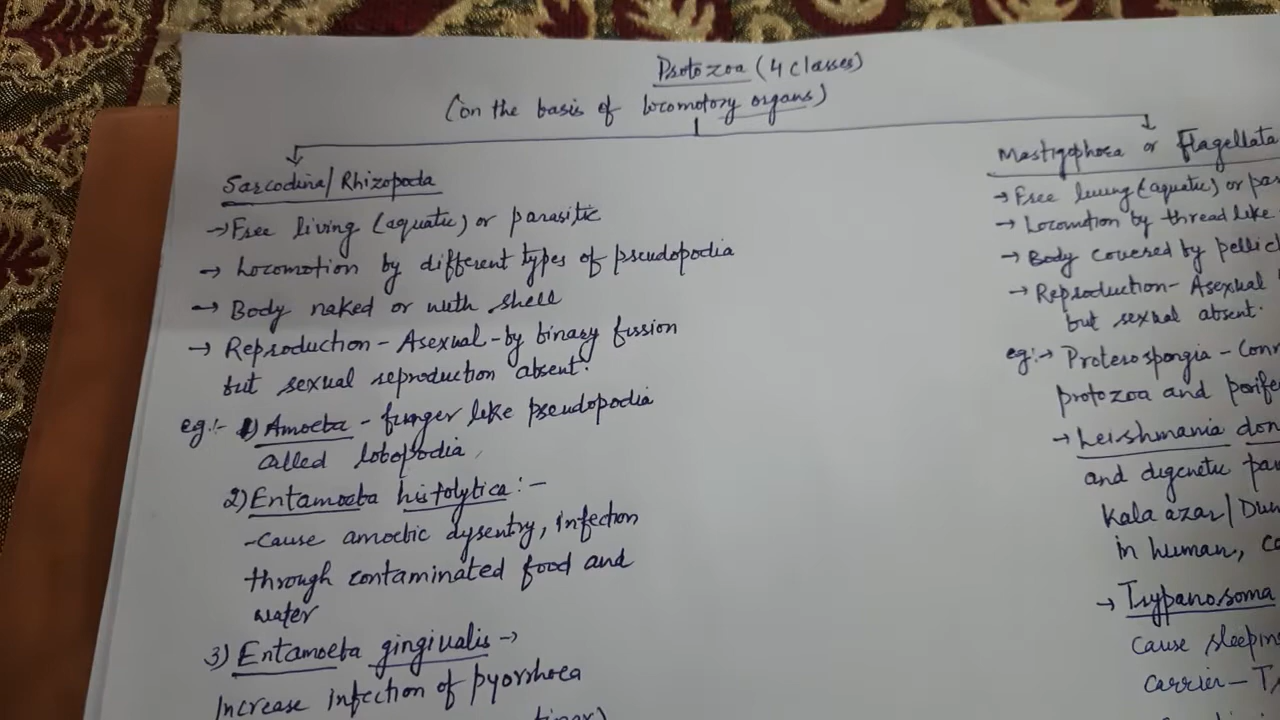 Protozoa (4 classes)
(on the basis of locomotory organs)
Sarcodina/Rhizopoda
→ Free living (aquatic) or parasitic
→ Locomotion by different types of pseudopodia
→ Body naked or with shell
→ Reproduction - Asexual - by binary fission
but sexual reproduction absent.
eg:- 1) Amoeba - finger like pseudopodia
called lobopodia
2) Entamoeba histolytica :-
- cause amoebic dysentry, infection
through contaminated food and
water
3) Entamoeba gingivalis →
Increase infection of pyorrhoea
Mastigophora or Flagellata
→ Free living (aquatic) or par
→ Locomotion by thread like
→ Body covered by pellic
→ Reproduction - Asexual
but sexual absent.
eg:→ Proterospongia - Conn
protozoa and porife
→ Leishmania don
and digenetic pa
Kala azar/Dum
in human, ca
→ Trypanosoma
cause sleepin
carrier - T